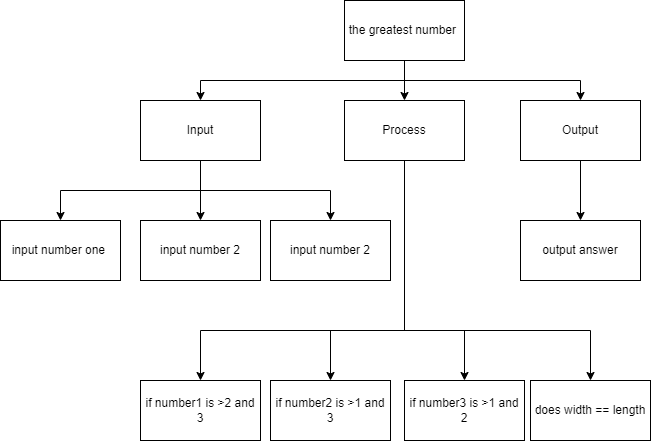 the greatest number
Input
Process
Output
input number one
input number 2
input number 2
output answer
if number1 is >2 and
3
if number2 is >1 and
3
if number3 is >1 and
2
does width == length